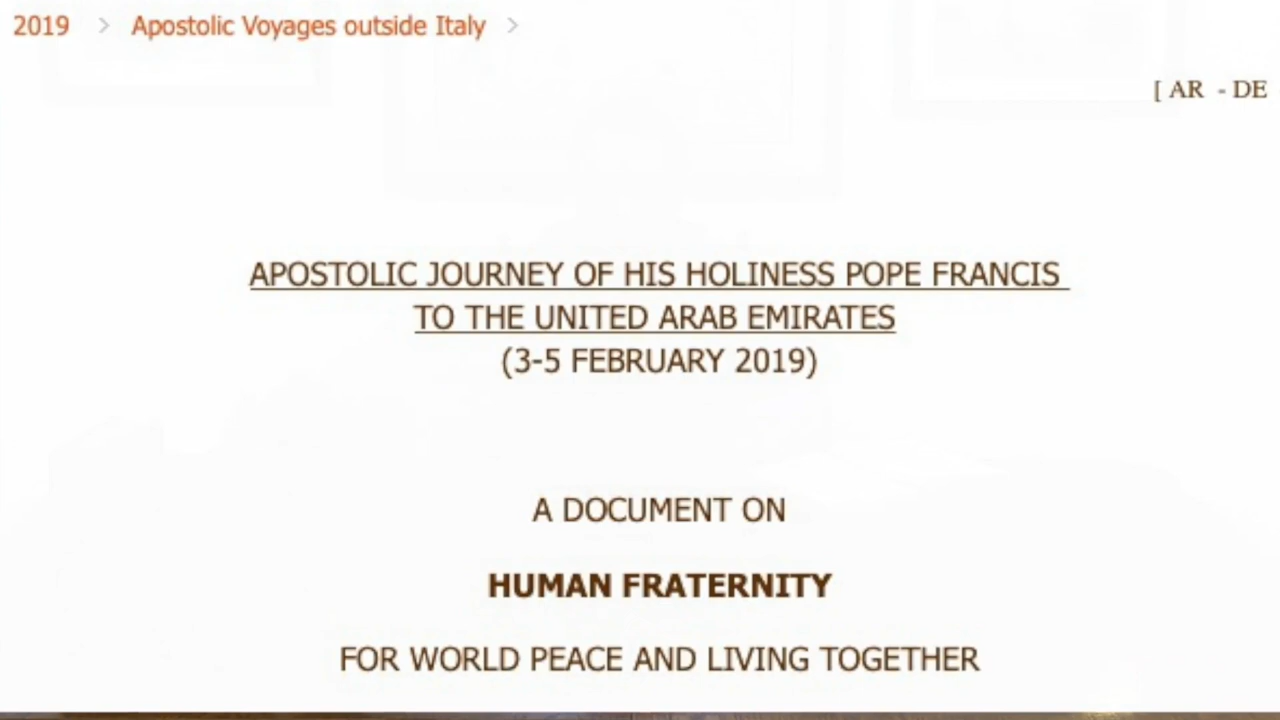 2019 > Apostolic Voyages outside Italy >
[ AR - DE
APOSTOLIC JOURNEY OF HIS HOLINESS POPE FRANCIS
TO THE UNITED ARAB EMIRATES
(3-5 FEBRUARY 2019)
A DOCUMENT ON
HUMAN FRATERNITY
FOR WORLD PEACE AND LIVING TOGETHER